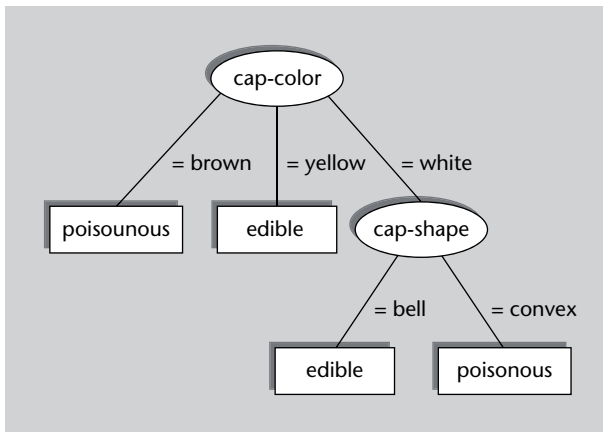 cap-color
= brown
= yellow
= white
poisounous
edible
cap-shape
= bell
= convex
edible
poisonous